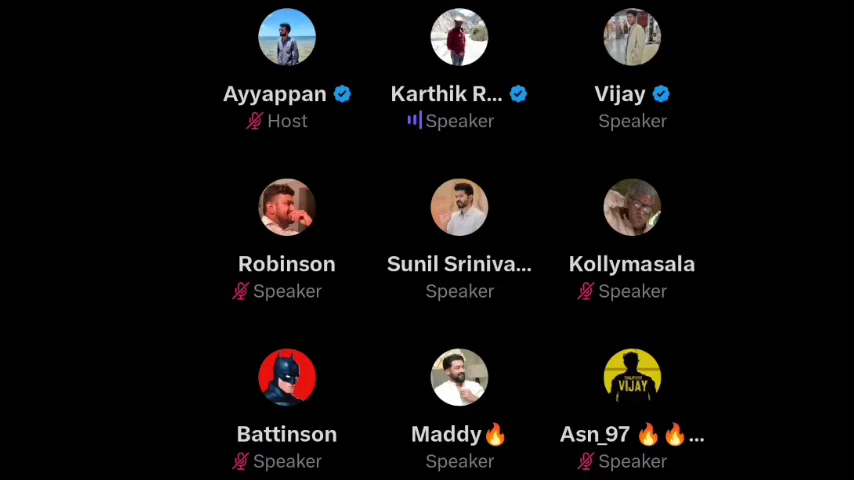 Ayyappan
Karthik R...
Vijay
Host
Speaker
Speaker
Robinson
Sunil Sriniva...
Kollymasala
Speaker
Speaker
Speaker
VIJAY
Battinson
Maddy🔥
Asn_97 🔥🔥...
Speaker
Speaker
Speaker